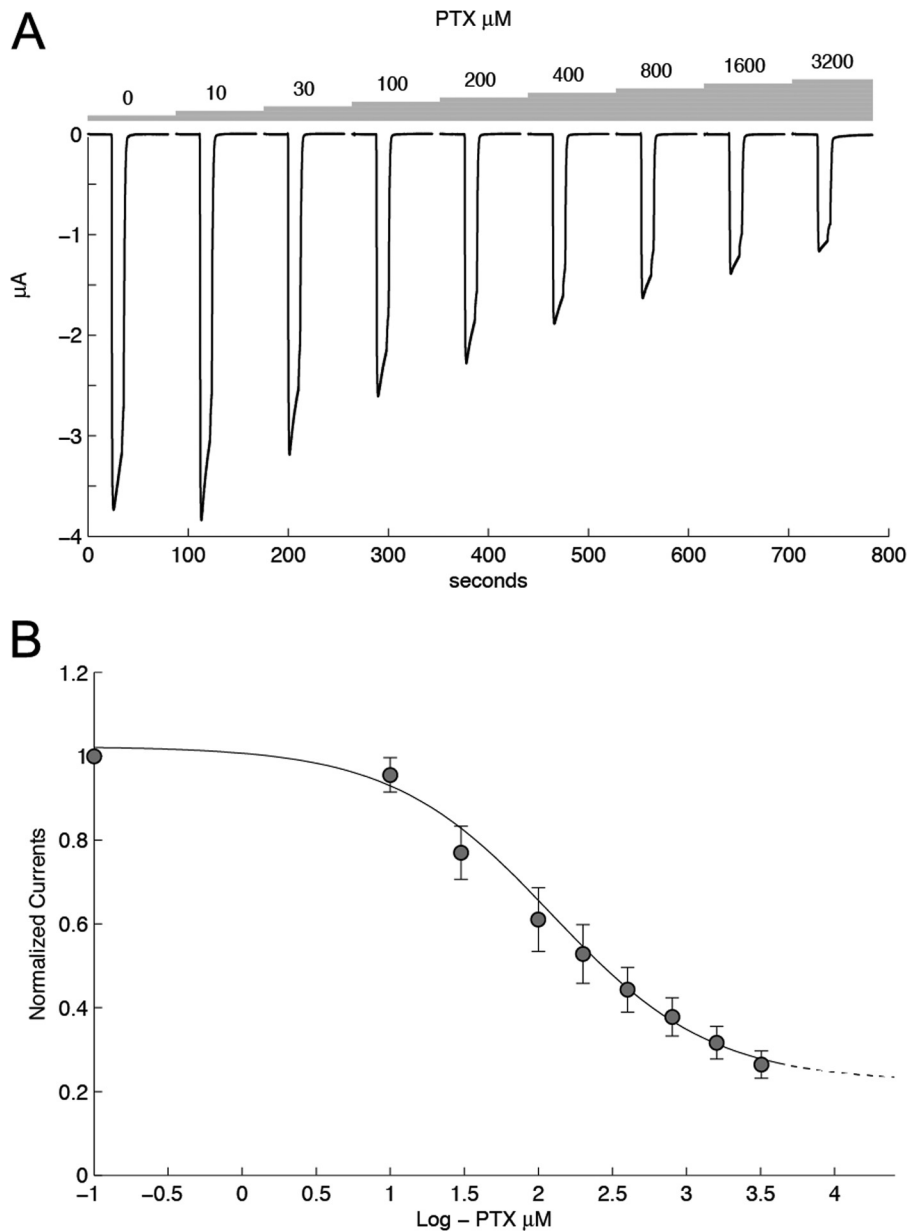 A
PTX μM
0 10 30 100 200 400 800 1600 3200
0
−1
−2
−3
−4
μA
0 100 200 300 400 500 600 700 800
seconds
B
1.2
1
0.8
0.6
0.4
0.2
0
Normalized Currents
−1 −0.5 0 0.5 1 1.5 2 2.5 3 3.5 4
Log − PTX μM